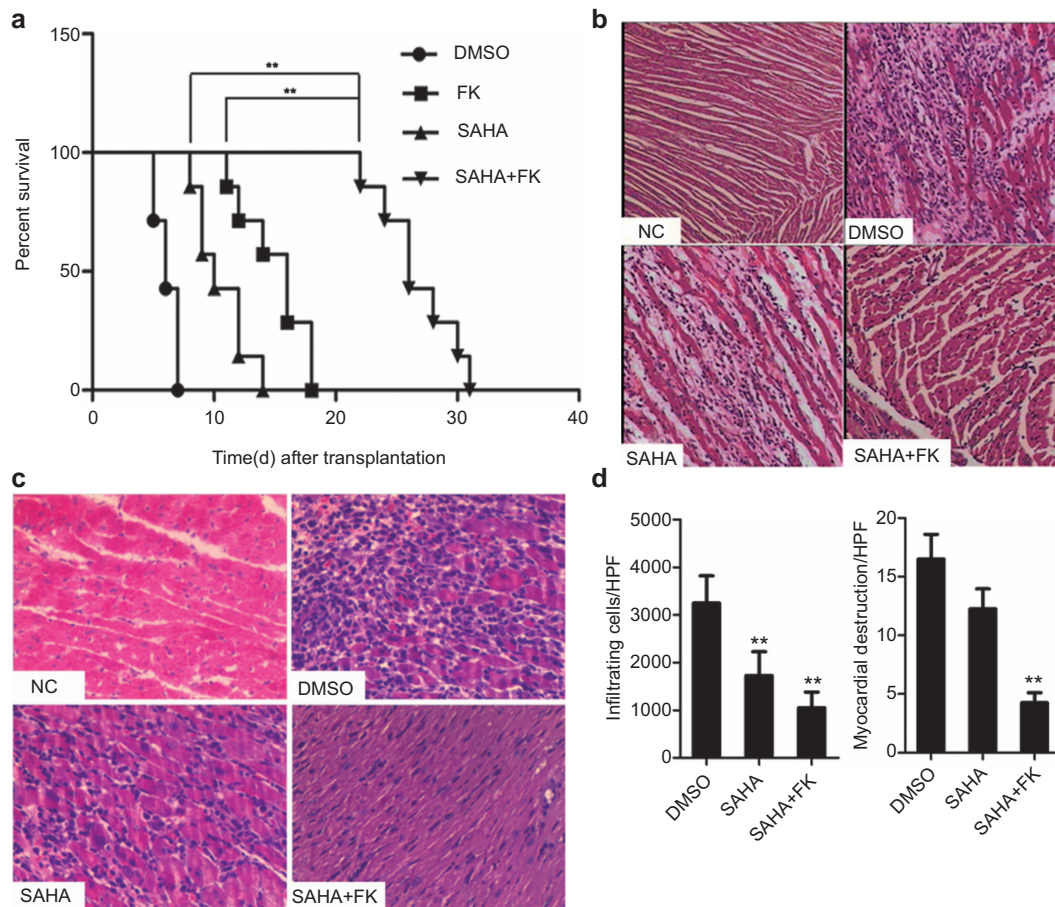 a
150
100
50
0
Percent survival
**
**
DMSO
FK
SAHA
SAHA+FK
0
10
20
30
40
Time(d) after transplantation
b
NC
DMSO
SAHA
SAHA+FK
c
NC
DMSO
SAHA
SAHA+FK
d
5000
4000
3000
2000
1000
0
Infiltrating cells/HPF
**
**
DMSO
SAHA
SAHA+FK
20
15
10
5
0
Myocardial destruction/HPF
**
DMSO
SAHA
SAHA+FK